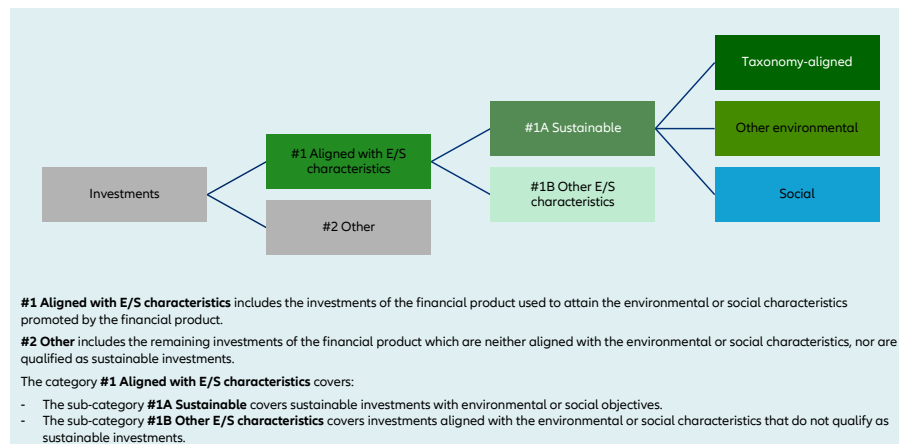 Taxonomy-aligned
#1A Sustainable
Other environmental
#1 Aligned with E/S
characteristics
#1B Other E/S
characteristics
Investments
Social
#2 Other
#1 Aligned with E/S characteristics includes the investments of the financial product used to attain the environmental or social characteristics
promoted by the financial product.
#2 Other includes the remaining investments of the financial product which are neither aligned with the environmental or social characteristics, nor are
qualified as sustainable investments.
The category #1 Aligned with E/S characteristics covers:
- The sub-category #1A Sustainable covers sustainable investments with environmental or social objectives.
- The sub-category #1B Other E/S characteristics covers investments aligned with the environmental or social characteristics that do not qualify as
sustainable investments.